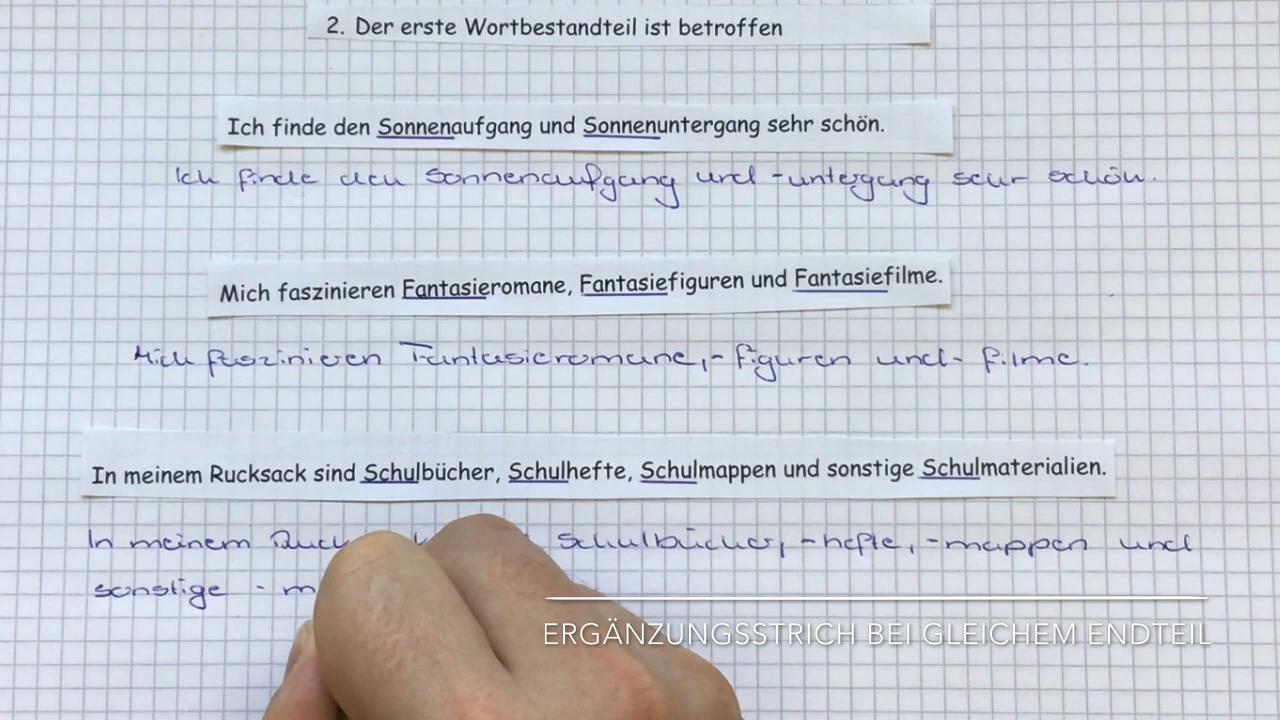 2. Der erste Wortbestandteil ist betroffen
Ich finde den Sonnenaufgang und Sonnenuntergang sehr schön.
Ich finde den Sonnenaufgang und -untergang sehr schön.
Mich faszinieren Fantasieromane, Fantasiefiguren und Fantasiefilme.
Mich faszinieren Fantasieromane, -figuren und -filme.
In meinem Rucksack sind Schulbücher, Schulhefte, Schulmappen und sonstige Schulmaterialien.
In meinem Schulbücher, -hefte, -mappen und
sonstige - m
ERGÄNZUNGSSTRICH BEI GLEICHEM ENDTEIL